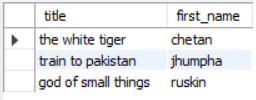 title first_name
the white tiger chetan
train to pakistan jhumpha
god of small things ruskin